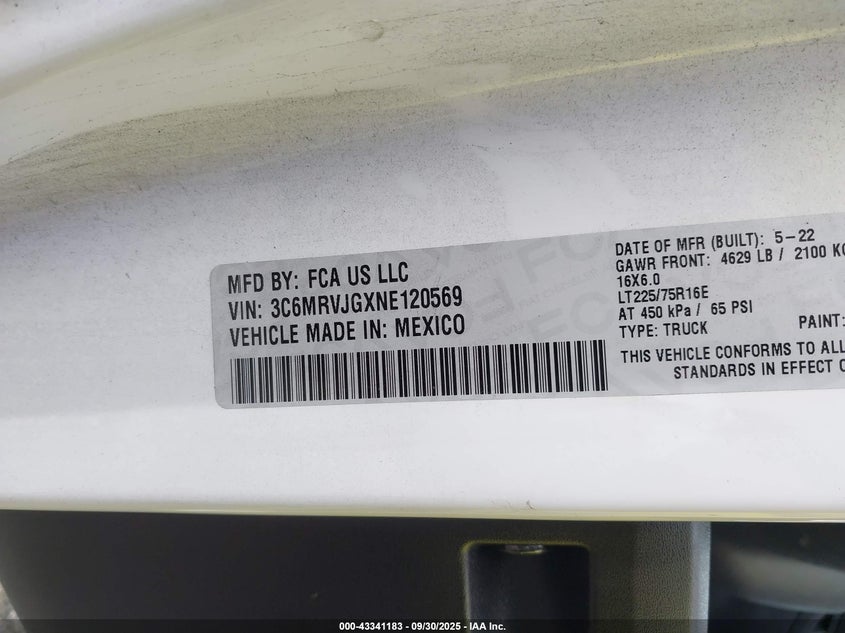 MFD BY: FCA US LLC
VIN: 3C6MRVJGXNE120569
VEHICLE MADE IN: MEXICO
DATE OF MFR (BUILT): 5-22
GAWR FRONT: 4629 LB / 2100 KG
16X6.0
LT225/75R16E
AT 450 kPa / 65 PSI
TYPE: TRUCK PAINT:
THIS VEHICLE CONFORMS TO ALL
STANDARDS IN EFFECT
000-43341183 - 09/30/2025 - IAA Inc.